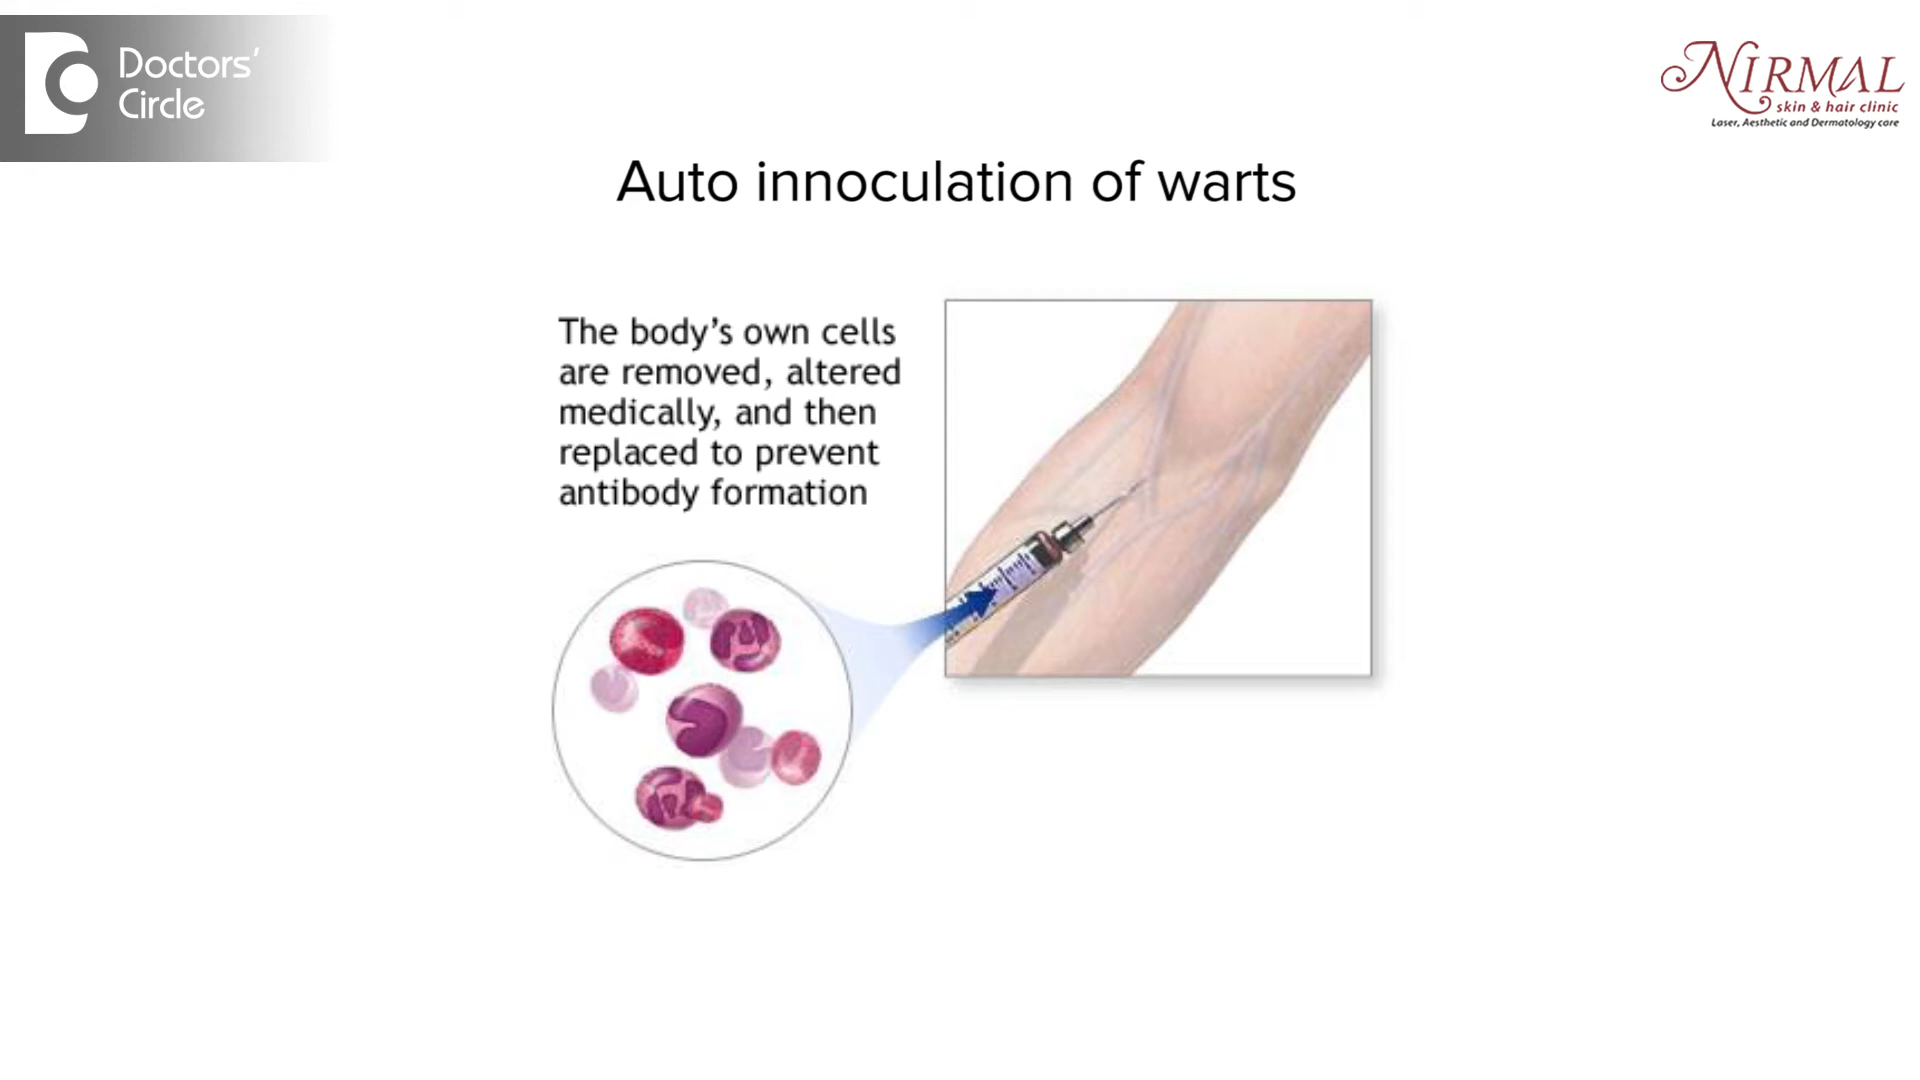 Doctors'
Circle
NIRMAL
skin & hair clinic
Laser, Aesthetic and Dermatology care
Auto innoculation of warts
The body's own cells
are removed, altered
medically, and then
replaced to prevent
antibody formation